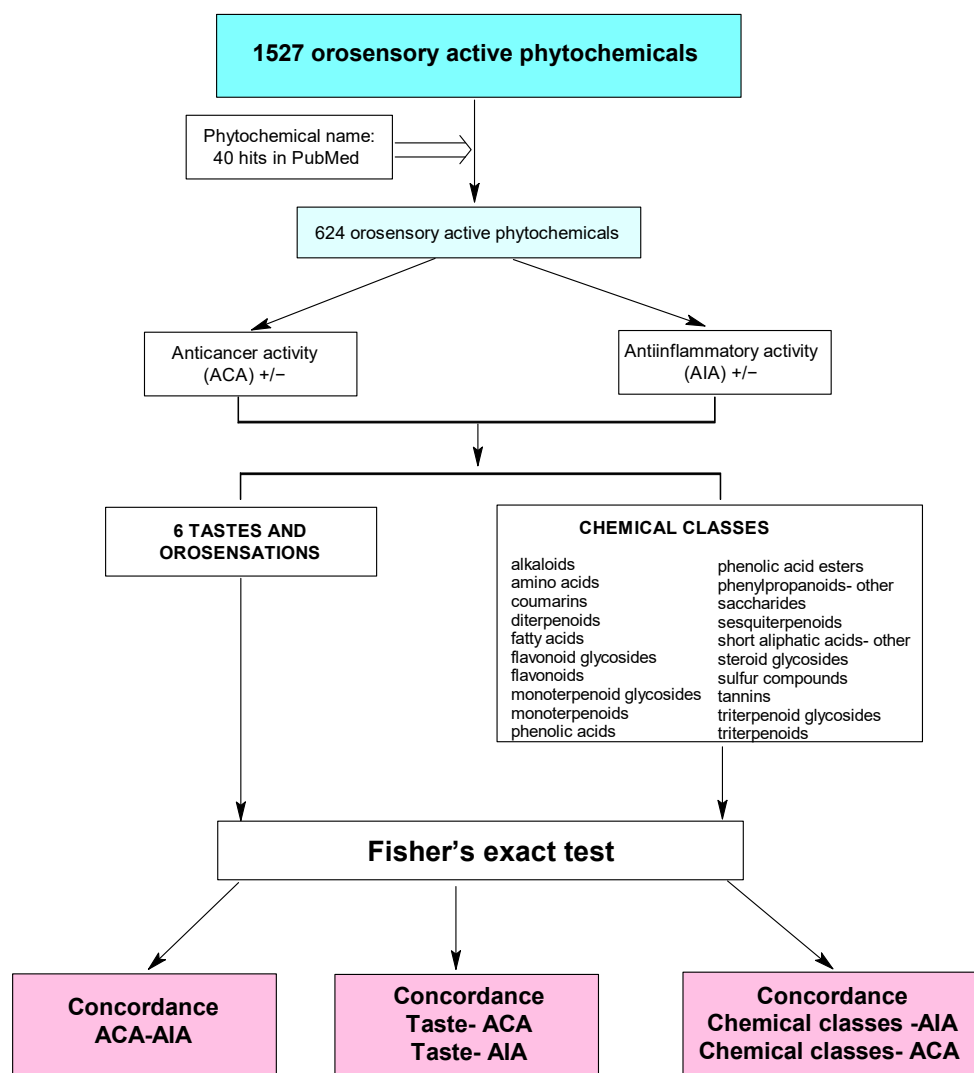 1527 orosensory active phytochemicals
Phytochemical name:
40 hits in PubMed
624 orosensory active phytochemicals
Anticancer activity
(ACA) +/−
Antiinflammatory activity
(AIA) +/−
6 TASTES AND
OROSENSATIONS
CHEMICAL CLASSES
alkaloids
amino acids
coumarins
diterpenoids
fatty acids
flavonoid glycosides
flavonoids
monoterpenoid glycosides
monoterpenoids
phenolic acids
phenolic acid esters
phenylpropanoids- other
saccharides
sesquiterpenoids
short aliphatic acids- other
steroid glycosides
sulfur compounds
tannins
triterpenoid glycosides
triterpenoids
Fisher's exact test
Concordance
ACA-AIA
Concordance
Taste- ACA
Taste- AIA
Concordance
Chemical classes -AIA
Chemical classes- ACA